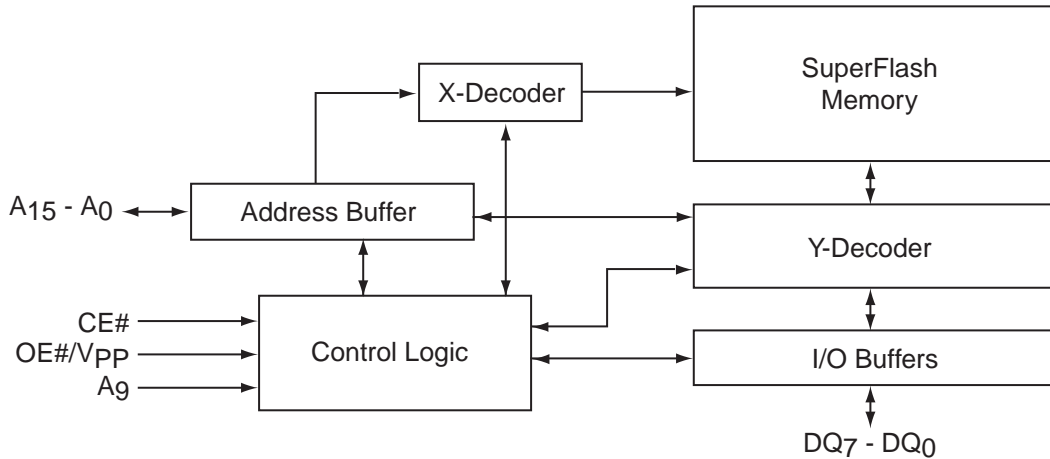 SuperFlash
Memory
X-Decoder
A15 - A0
Address Buffer
Y-Decoder
CE#
OE#/VPP
A9
Control Logic
I/O Buffers
DQ7 - DQ0